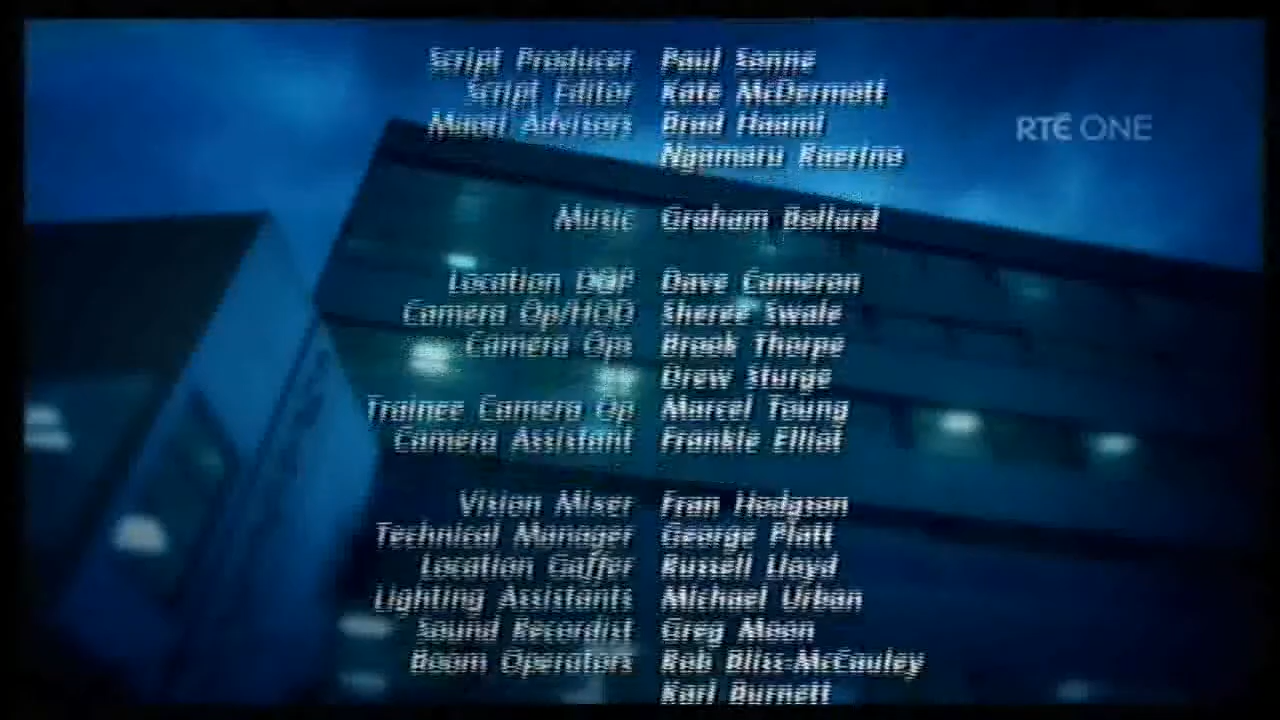 Script Producer Paul Sonne
Script Editor Kate McDermott
Maori Advisors Brad Haami
RTÉ ONE
Ngamaru Raerino
Music Graham Bollard
Location DOP Dave Cameron
Camera Op/HOD Sheree Swale
Camera Ops Brook Thorpe
Drew Sturge
Trainee Camera Op Marcel Young
Camera Assistant Frankie Elliot
Vision Mixer Fran Hodgson
Technical Manager George Platt
Location Gaffer Russell Lloyd
Lighting Assistants Michael Urban
Sound Recordist Greg Moon
Boom Operators Rob Bliss-McCauley
Karl Burnett